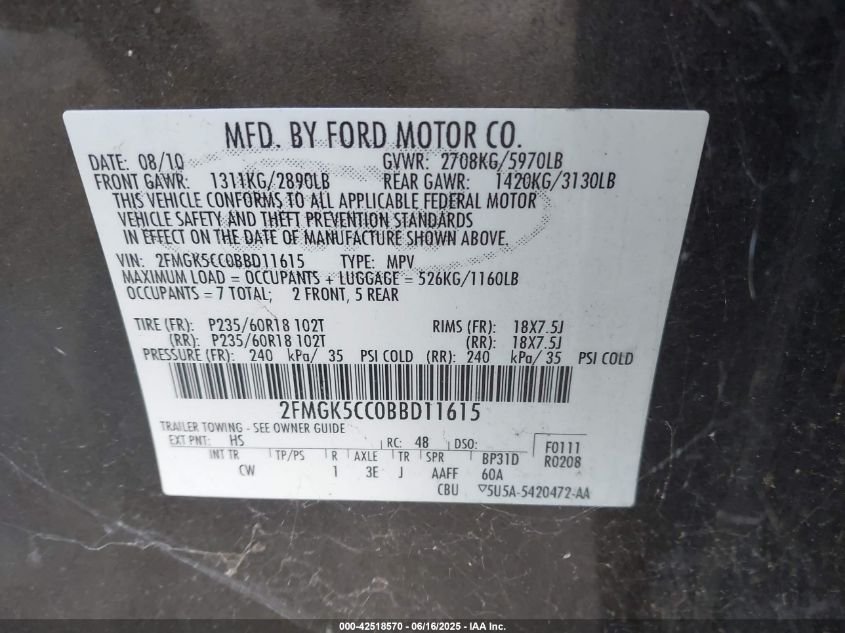 MFD. BY FORD MOTOR CO.
DATE: 08/10 GVWR: 2708KG/5970LB
FRONT GAWR: 1311KG/2890LB REAR GAWR: 1420KG/3130LB
THIS VEHICLE CONFORMS TO ALL APPLICABLE FEDERAL MOTOR
VEHICLE SAFETY AND THEFT PREVENTION STANDARDS
IN EFFECT ON THE DATE OF MANUFACTURE SHOWN ABOVE.
VIN: 2FMGK5CC0BBD11615 TYPE: MPV
MAXIMUM LOAD = OCCUPANTS + LUGGAGE = 526KG/1160LB
OCCUPANTS = 7 TOTAL; 2 FRONT, 5 REAR
TIRE (FR): P235/60R18 102T RIMS (FR): 18X7.5J
(RR): P235/60R18 102T (RR): 18X7.5J
PRESSURE (FR): 240 kPa/ 35 PSI COLD (RR): 240 kPa/ 35 PSI COLD
2FMGK5CC0BBD11615
TRAILER TOWING - SEE OWNER GUIDE
EXT PNT: HS RC: 48 DSO: F0111
INT TR TP/PS R AXLE TR SPR BP31D R0208
CW 1 3E J AAFF 60A
CBU ▽5U5A-5420472-AA
000-42518570 - 06/16/2025 - IAA Inc.